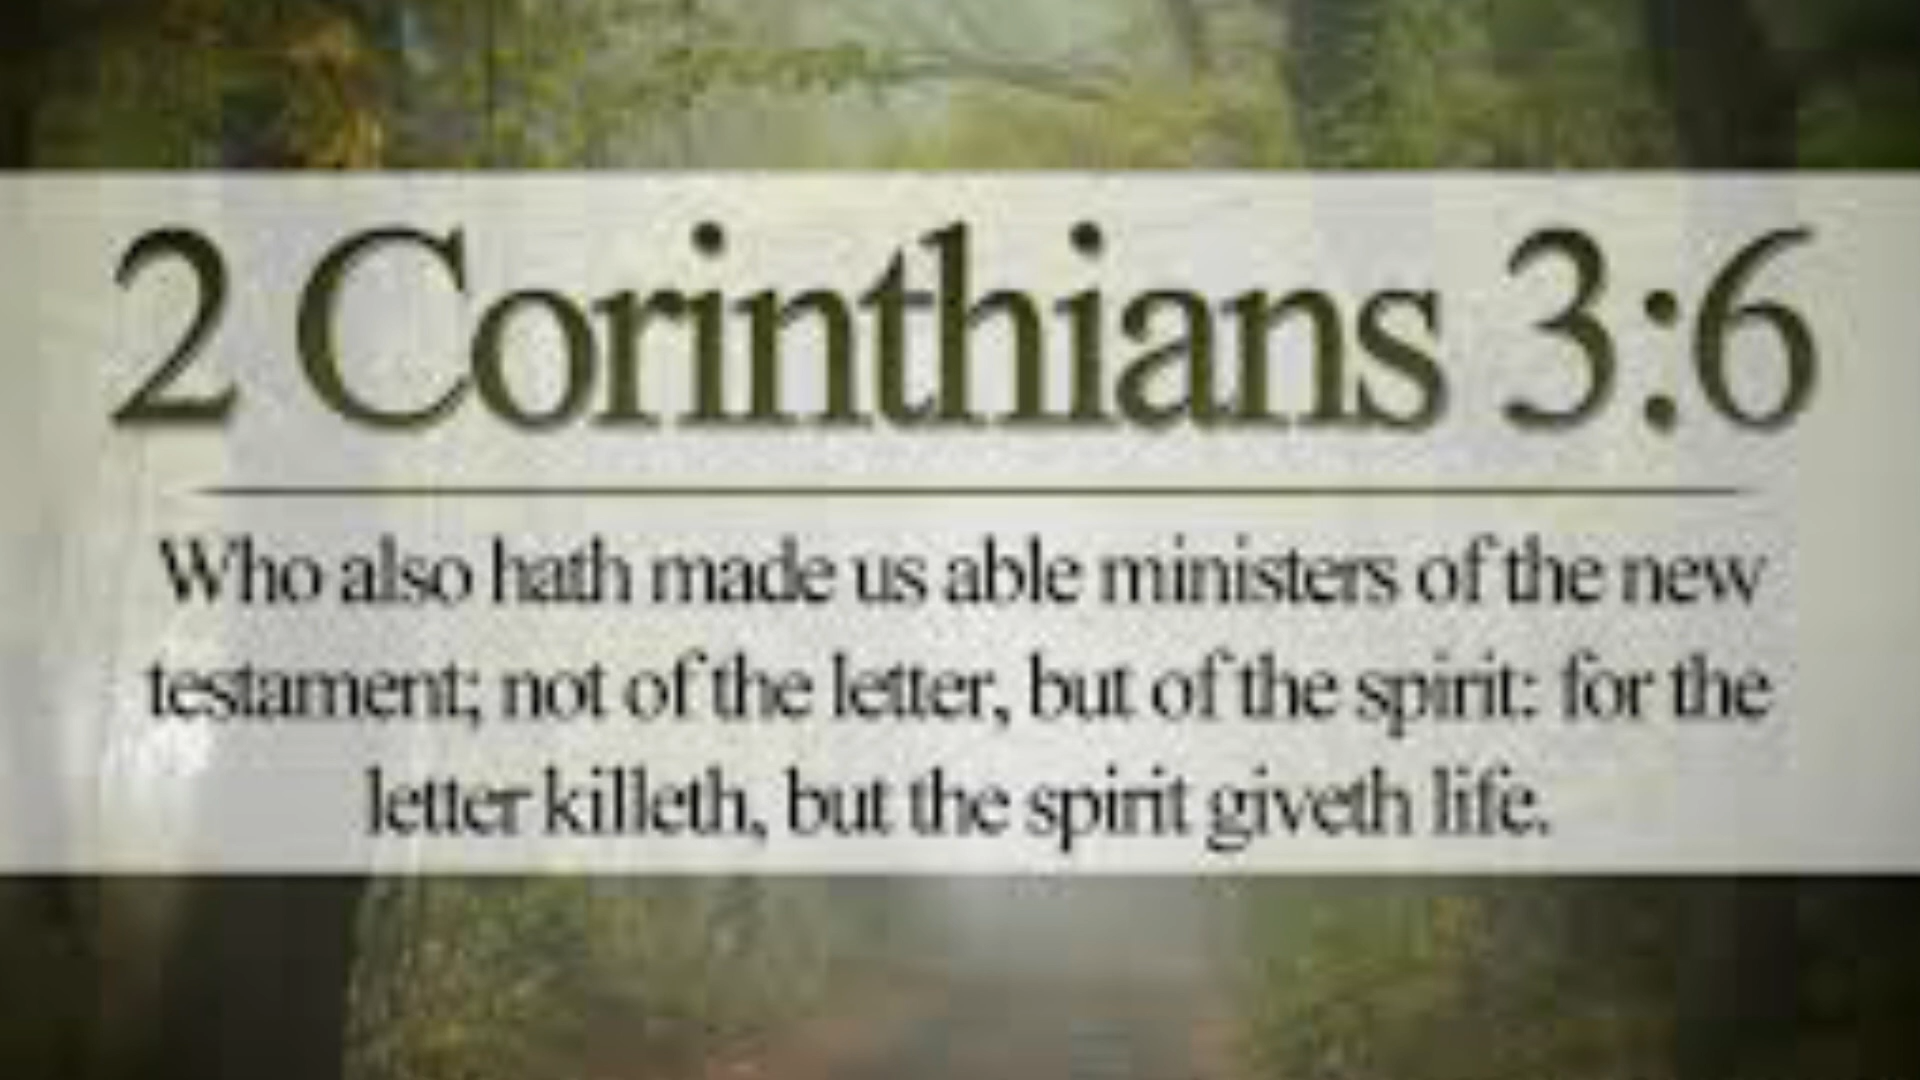 2 Corinthians 3:6
Who also hath made us able ministers of the new
testament; not of the letter, but of the spirit: for the
letter killeth, but the spirit giveth life.